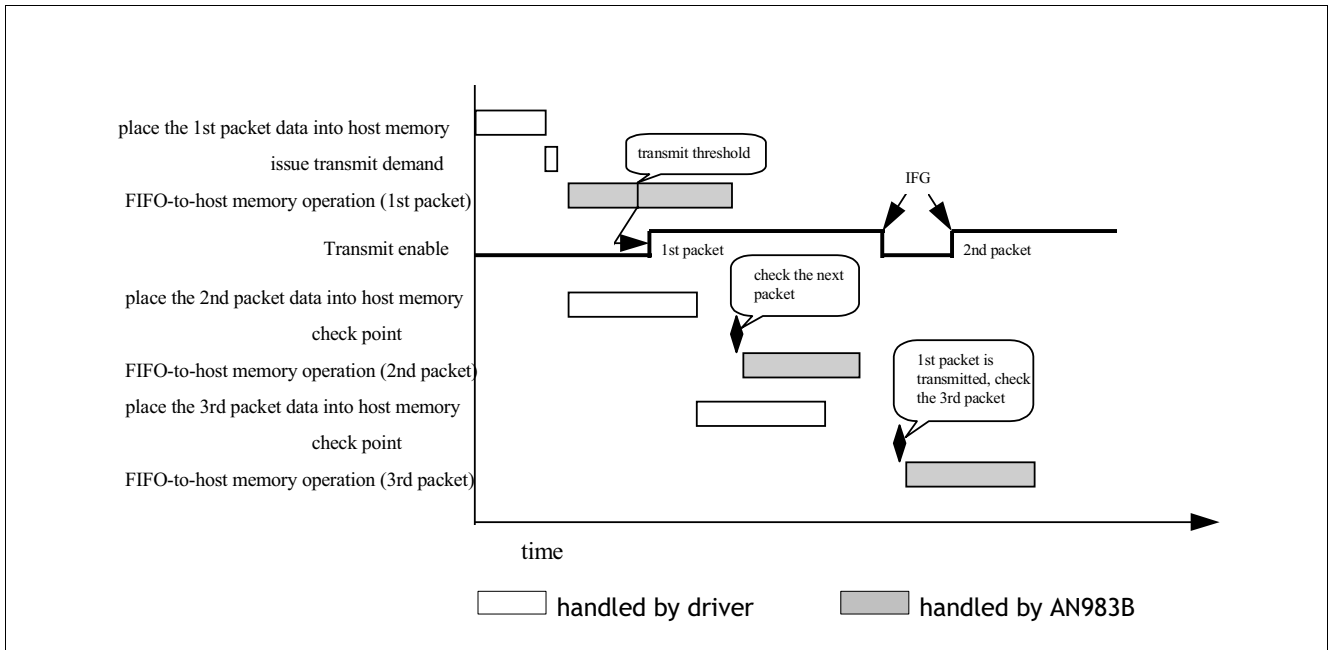 place the 1st packet data into host memory
issue transmit demand
transmit threshold
FIFO-to-host memory operation (1st packet)
IFG
Transmit enable
1st packet
2nd packet
check the next
packet
place the 2nd packet data into host memory
check point
FIFO-to-host memory operation (2nd packet)
1st packet is
transmitted, check
the 3rd packet
place the 3rd packet data into host memory
check point
FIFO-to-host memory operation (3rd packet)
time
handled by driver
handled by AN983B